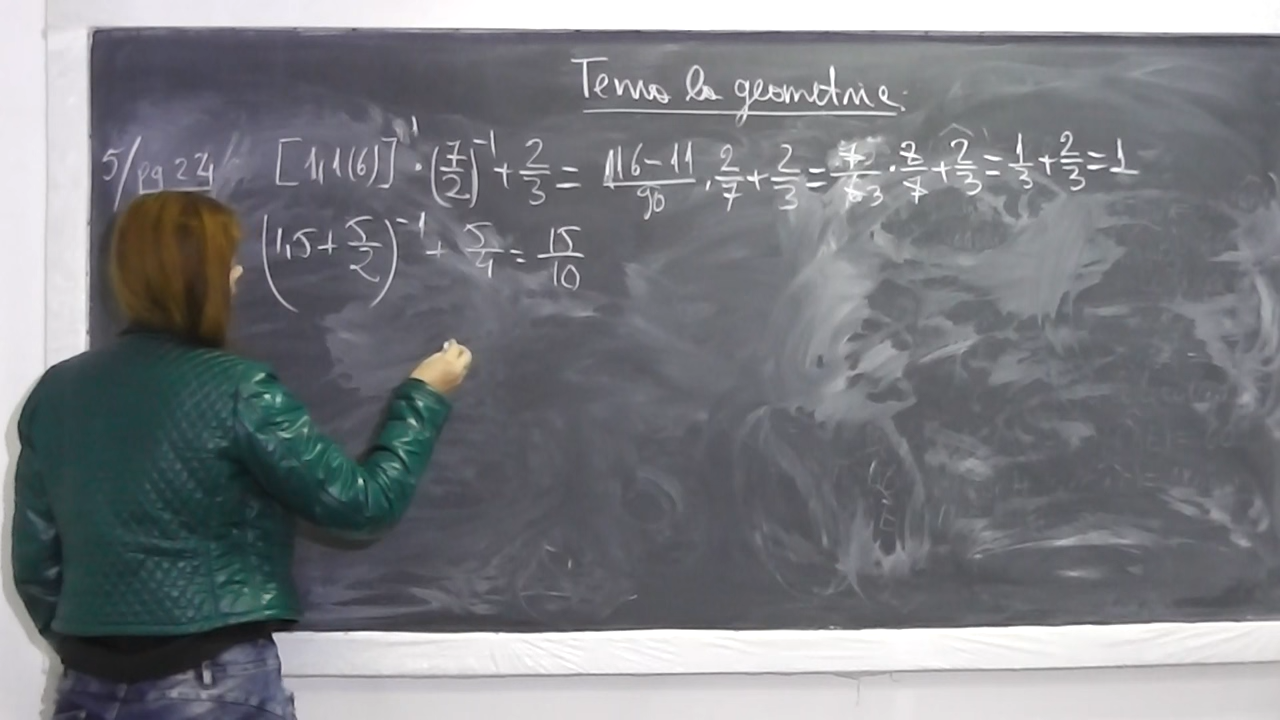 Tema la geometrie.
5/pg 224 [1,1(6)]¹ · (7/2)⁻¹ + 2/3 = 116-11/90 · 2/7 + 2/3 = 7/6 3 · 2/7 + 2/3 = 1/3 + 2/3 = 1
(1,5 + 5/2)⁻¹ + 5/4 = 15/10